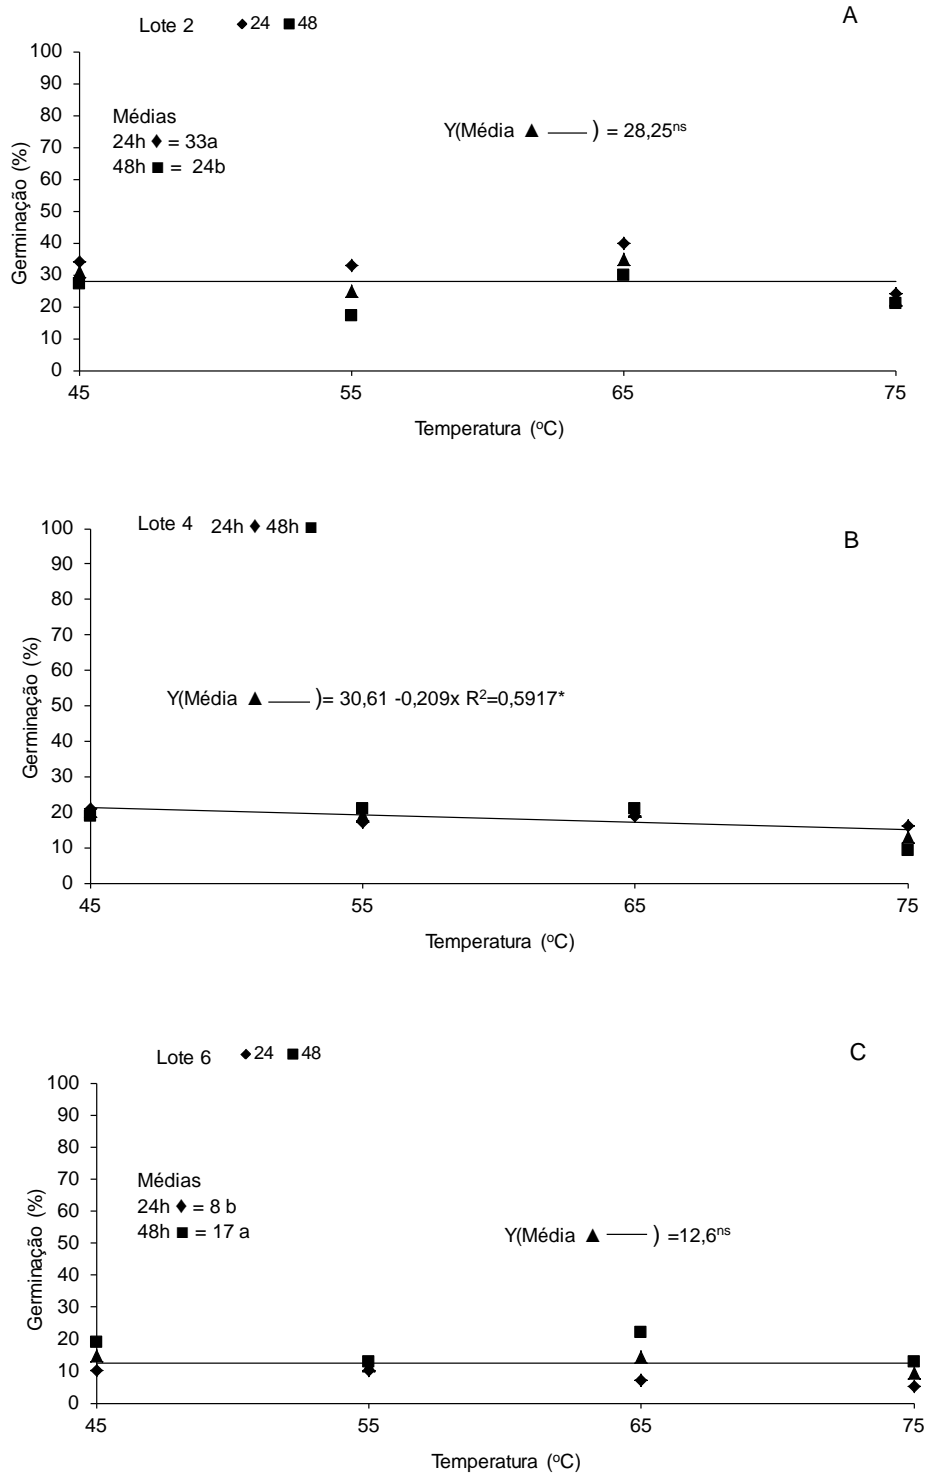 Lote 2 ♦24 ■48
A
100
90
80
70
60
50
40
30
20
10
0
Germinação (%)
Médias
24h ♦ = 33a
48h ■ = 24b
Y(Média ▲ ——) = 28,25ns
45 55 65 75
Temperatura (ºC)
Lote 4 24h ♦ 48h ■
B
100
90
80
70
60
50
40
30
20
10
0
Germinação (%)
Y(Média ▲ ——)= 30,61 -0,209x R²=0,5917*
45 55 65 75
Temperatura (ºC)
Lote 6 ♦24 ■48
C
100
90
80
70
60
50
40
30
20
10
0
Germinação (%)
Médias
24h ♦ = 8 b
48h ■ = 17 a
Y(Média ▲ ——) =12,6ns
45 55 65 75
Temperatura (ºC)